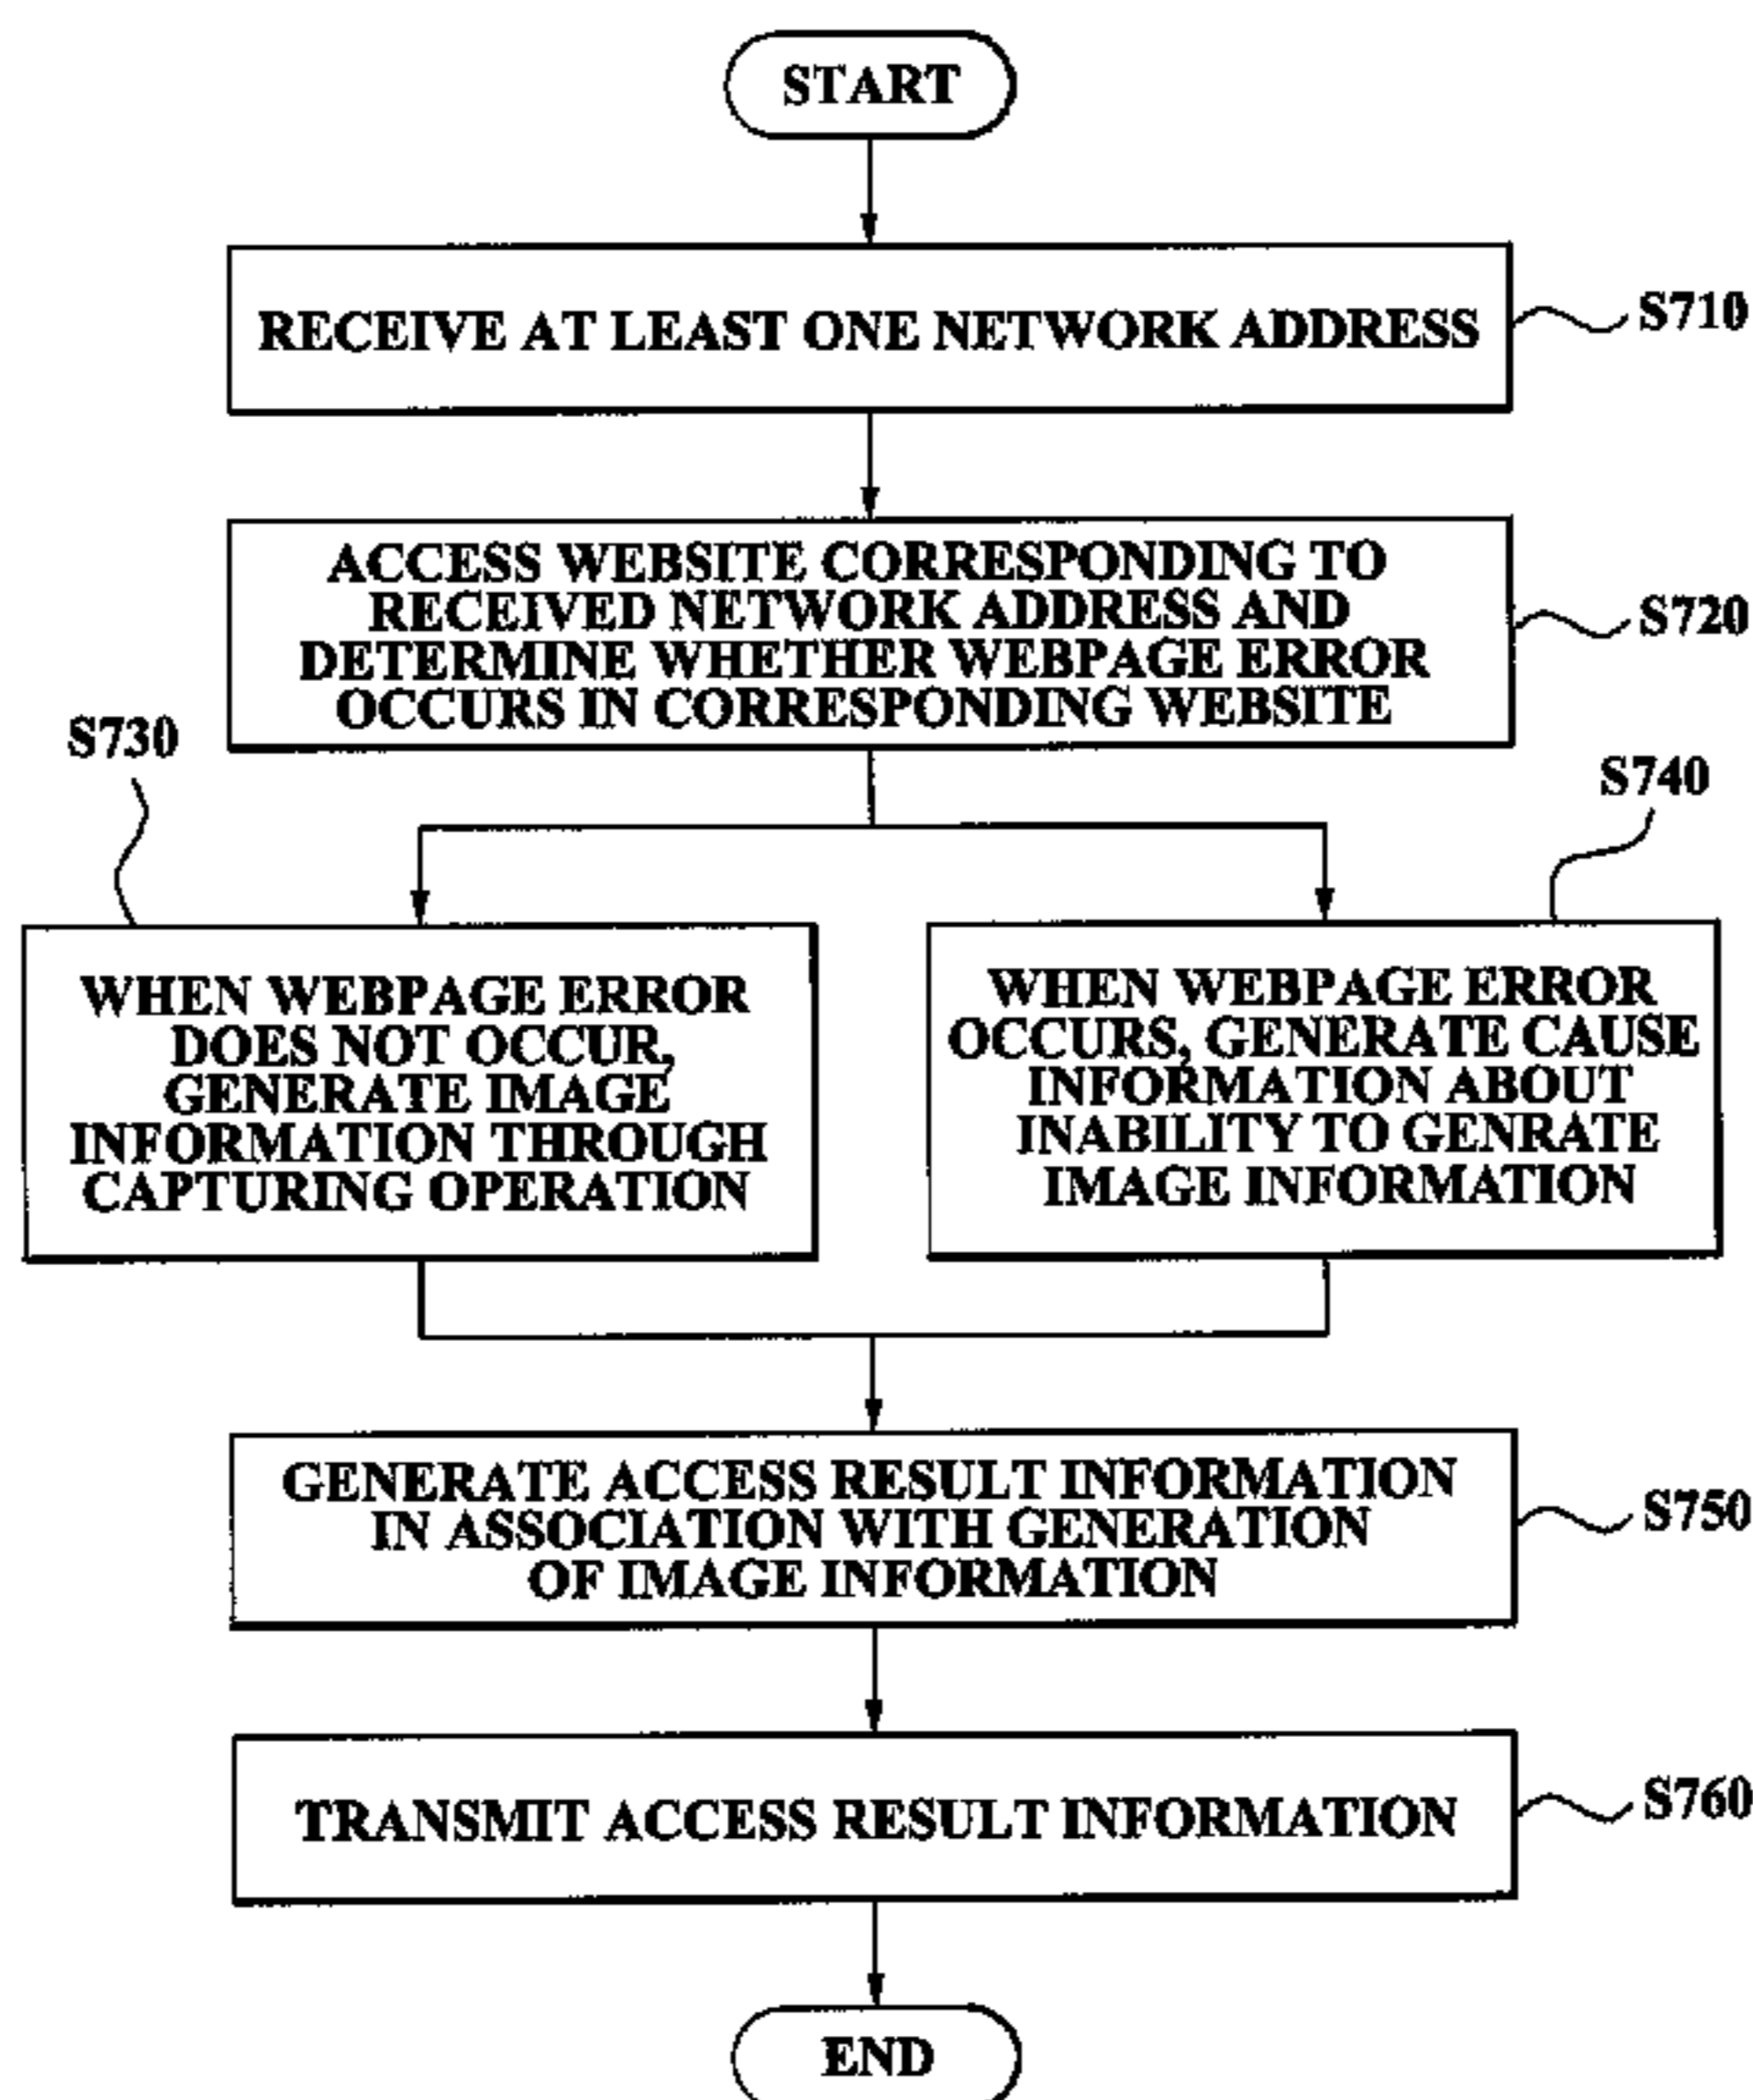 START
RECEIVE AT LEAST ONE NETWORK ADDRESS
S710
ACCESS WEBSITE CORRESPONDING TO
RECEIVED NETWORK ADDRESS AND
DETERMINE WHETHER WEBPAGE ERROR
OCCURS IN CORRESPONDING WEBSITE
S720
S730
WHEN WEBPAGE ERROR
DOES NOT OCCUR,
GENERATE IMAGE
INFORMATION THROUGH
CAPTURING OPERATION
S740
WHEN WEBPAGE ERROR
OCCURS, GENERATE CAUSE
INFORMATION ABOUT
INABILITY TO GENRATE
IMAGE INFORMATION
GENERATE ACCESS RESULT INFORMATION
IN ASSOCIATION WITH GENERATION
OF IMAGE INFORMATION
S750
TRANSMIT ACCESS RESULT INFORMATION
S760
END